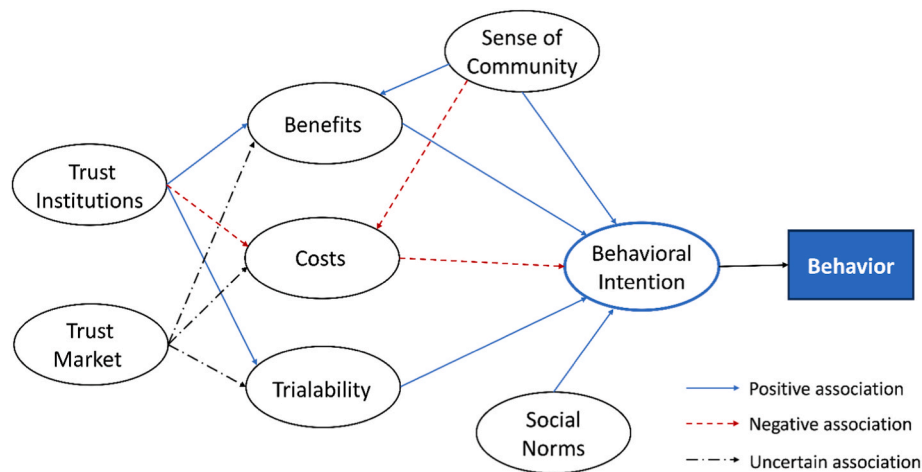 Sense of
Community
Benefits
Trust
Institutions
Costs
Behavioral
Intention
Behavior
Trust
Market
Trialability
Social
Norms
Positive association
Negative association
Uncertain association